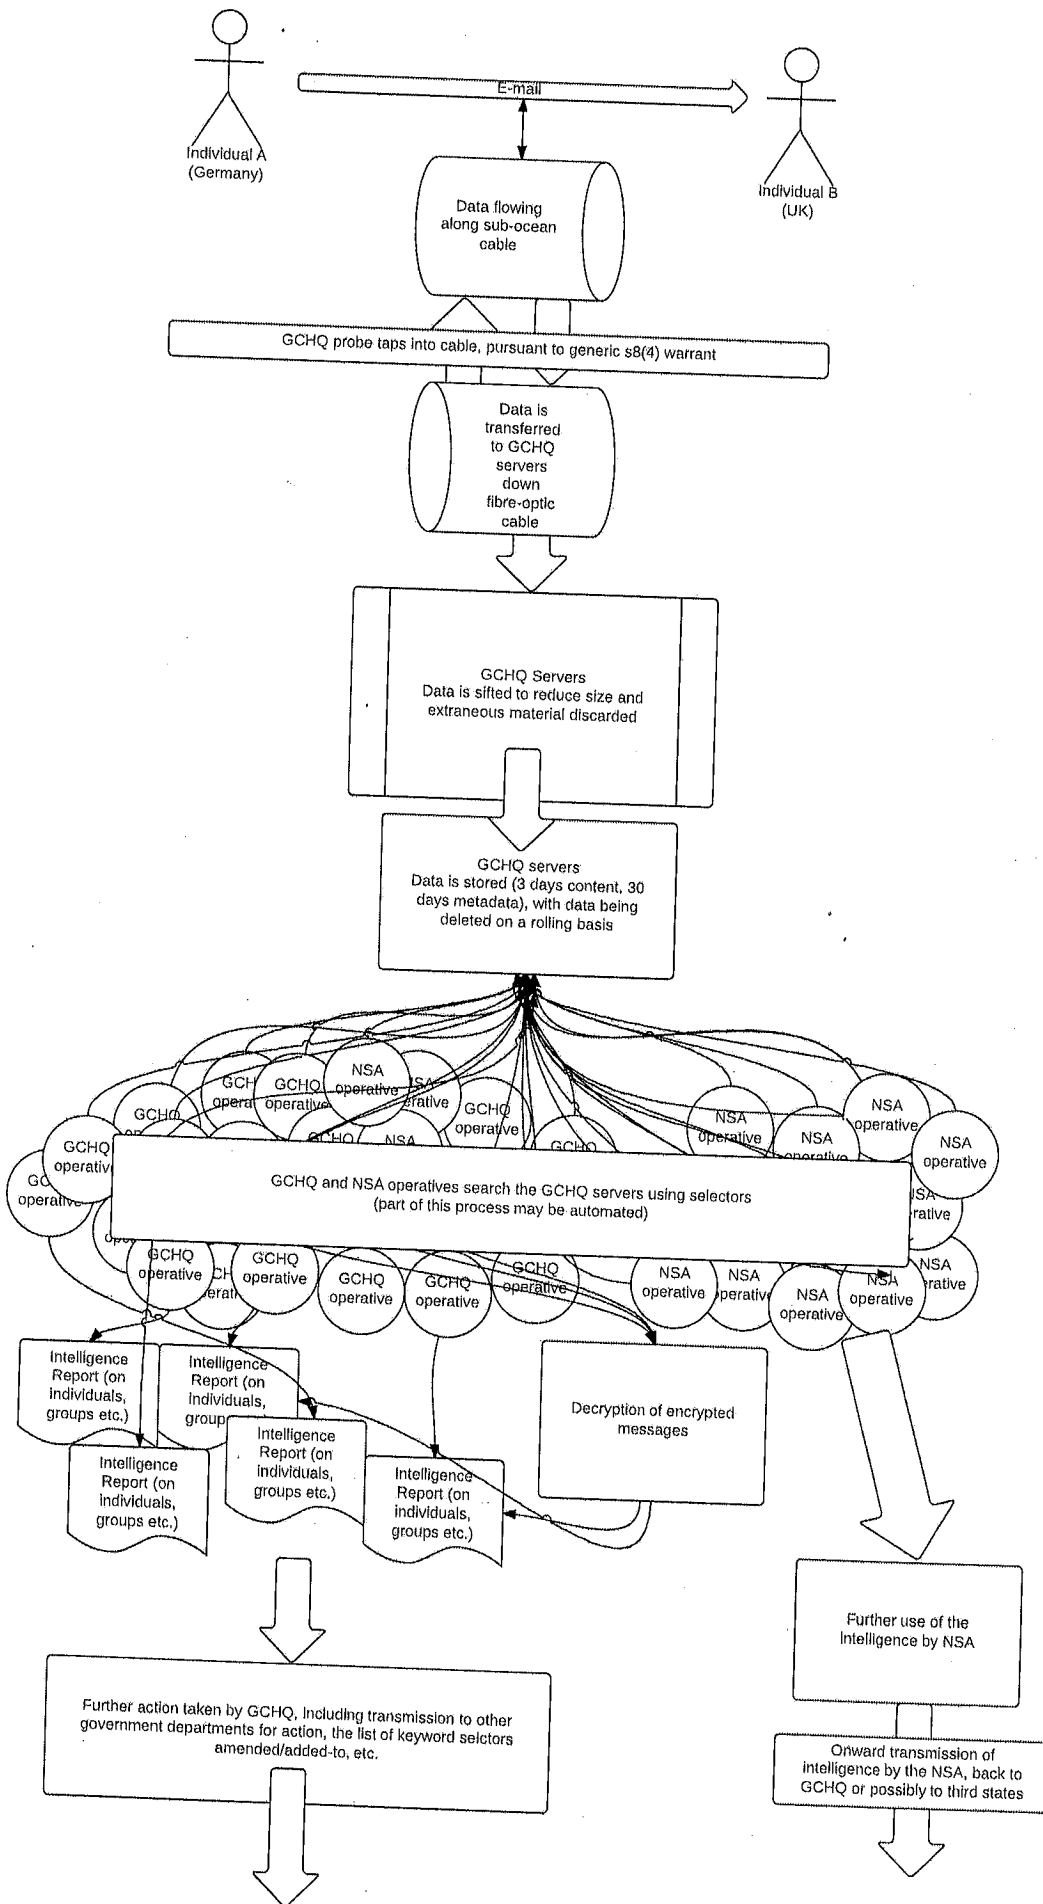 E-mail
Individual A
(Germany)
Individual B
(UK)
Data flowing
along sub-ocean
cable
GCHQ probe taps into cable, pursuant to generic s8(4) warrant
Data is
transferred
to GCHQ
servers
down
fibre-optic
cable
GCHQ Servers
Data is sifted to reduce size and
extraneous material discarded
GCHQ servers
Data is stored (3 days content, 30
days metadata), with data being
deleted on a rolling basis
NSA
operative
GCHQ
operative
GCHQ
GCHQ
GCHQ
NSA
GCHQ
GCHQ
operative
NSA
operative
NSA
operative
NSA
operative
NSA
operative
GCHQ and NSA operatives search the GCHQ servers using selectors
(part of this process may be automated)
GCHQ
operative
GCHQ
operative
GCHQ
operative
GCHQ
operative
GCHQ
operative
NSA
operative
NSA
NSA
operative
NSA
operative
NSA
Intelligence
Report (on
individuals,
groups etc.)
Intelligence
Report (on
individuals,
Intelligence
Report (on
individuals,
groups etc.)
Intelligence
Report (on
individuals,
groups etc.)
Intelligence
Report (on
individuals,
groups etc.)
Decryption of encrypted
messages
Further use of the
intelligence by NSA
Further action taken by GCHQ, including transmission to other
government departments for action, the list of keyword selctors
amended/added-to, etc.
Onward transmission of
intelligence by the NSA, back to
GCHQ or possibly to third states